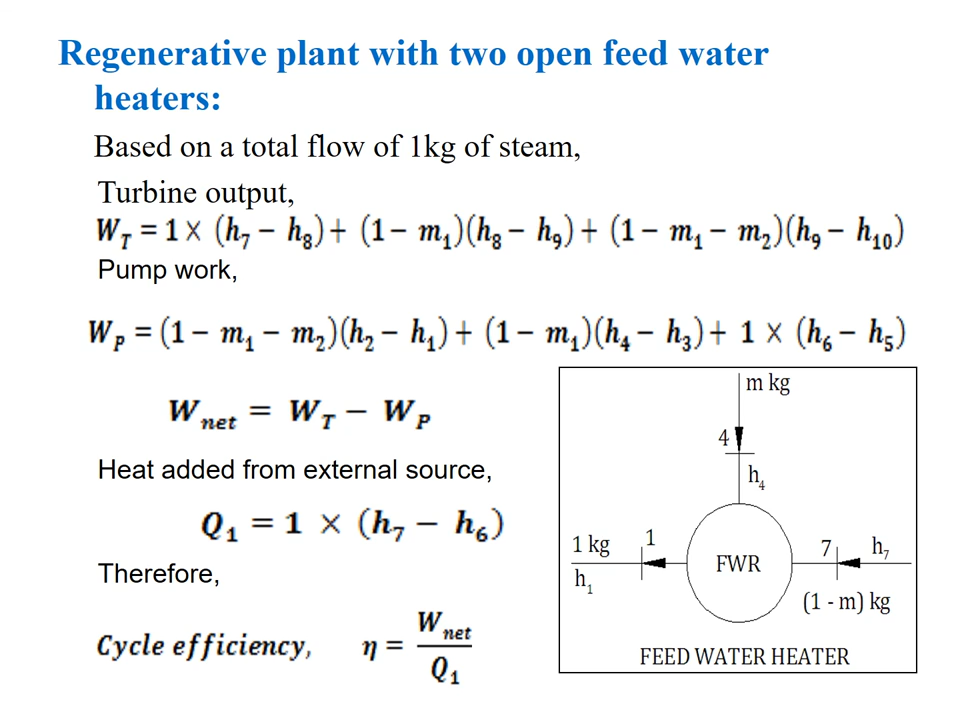 Regenerative plant with two open feed water
heaters:
Based on a total flow of 1kg of steam,
Turbine output,
W_T = 1 × (h_7 − h_8) + (1 − m_1)(h_8 − h_9) + (1 − m_1 − m_2)(h_9 − h_10)
Pump work,
W_P = (1 − m_1 − m_2)(h_2 − h_1) + (1 − m_1)(h_4 − h_3) + 1 × (h_6 − h_5)
W_net = W_T − W_P
Heat added from external source,
Q_1 = 1 × (h_7 − h_6)
Therefore,
Cycle efficiency, η = W_net / Q_1
m kg
4
h_4
1 kg
1
h_1
FWR
7
h_7
(1 - m) kg
FEED WATER HEATER